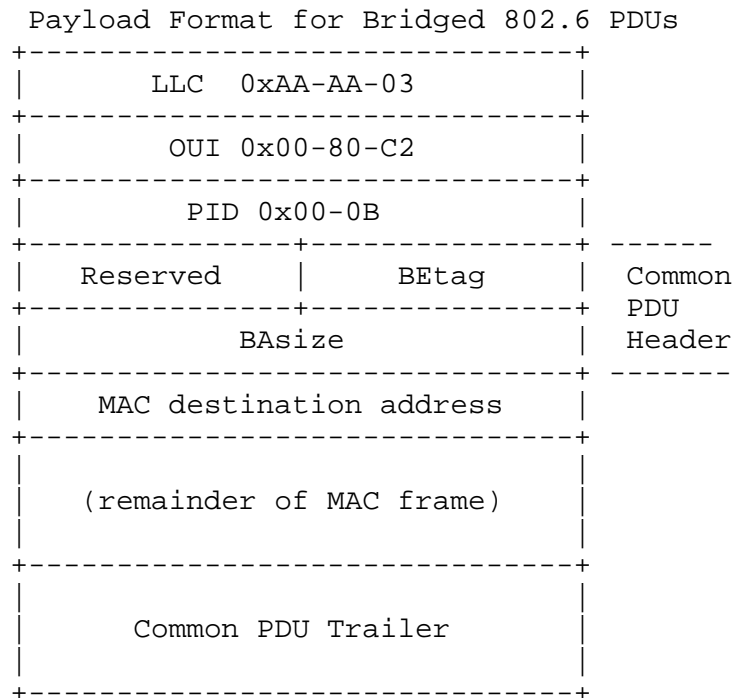 Payload Format for Bridged 802.6 PDUs
LLC 0xAA-AA-03
OUI 0x00-80-C2
PID 0x00-0B
Reserved BEtag Common
PDU
BAsize Header
MAC destination address
(remainder of MAC frame)
Common PDU Trailer